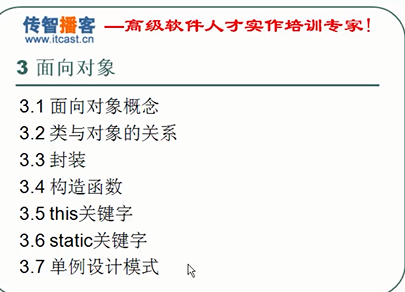 传智播客 —高级软件人才实作培训专家!
www.itcast.cn
3 面向对象
3.1 面向对象概念
3.2 类与对象的关系
3.3 封装
3.4 构造函数
3.5 this关键字
3.6 static关键字
3.7 单例设计模式